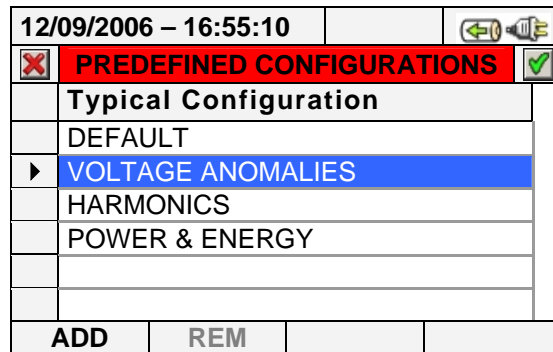 12/09/2006 – 16:55:10
PREDEFINED CONFIGURATIONS
Typical Configuration
DEFAULT
VOLTAGE ANOMALIES
HARMONICS
POWER & ENERGY
ADD REM